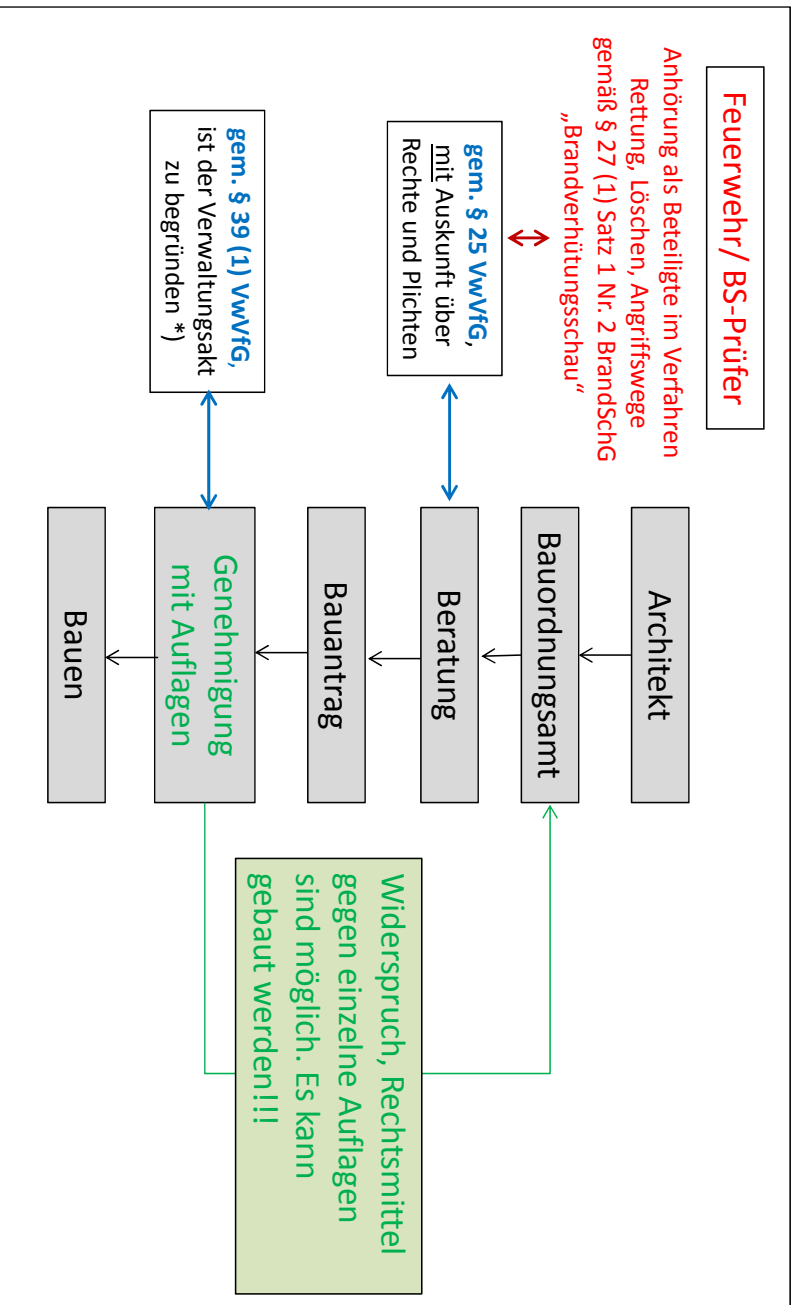 Feuerwehr/ BS-Prüfer
Anhörung als Beteiligte im Verfahren
Rettung, Löschen, Angriffswege
gemäß § 27 (1) Satz 1 Nr. 2 BrandSchG
„Brandverhütungsschau“
gem. § 25 VwVfG,
mit Auskunft über
Rechte und Plichten
gem. § 39 (1) VwVfG,
ist der Verwaltungsakt
zu begründen *)
Architekt
Bauordnungsamt
Beratung
Bauantrag
Genehmigung
mit Auflagen
Bauen
Widerspruch, Rechtsmittel
gegen einzelne Auflagen
sind möglich. Es kann
gebaut werden!!!